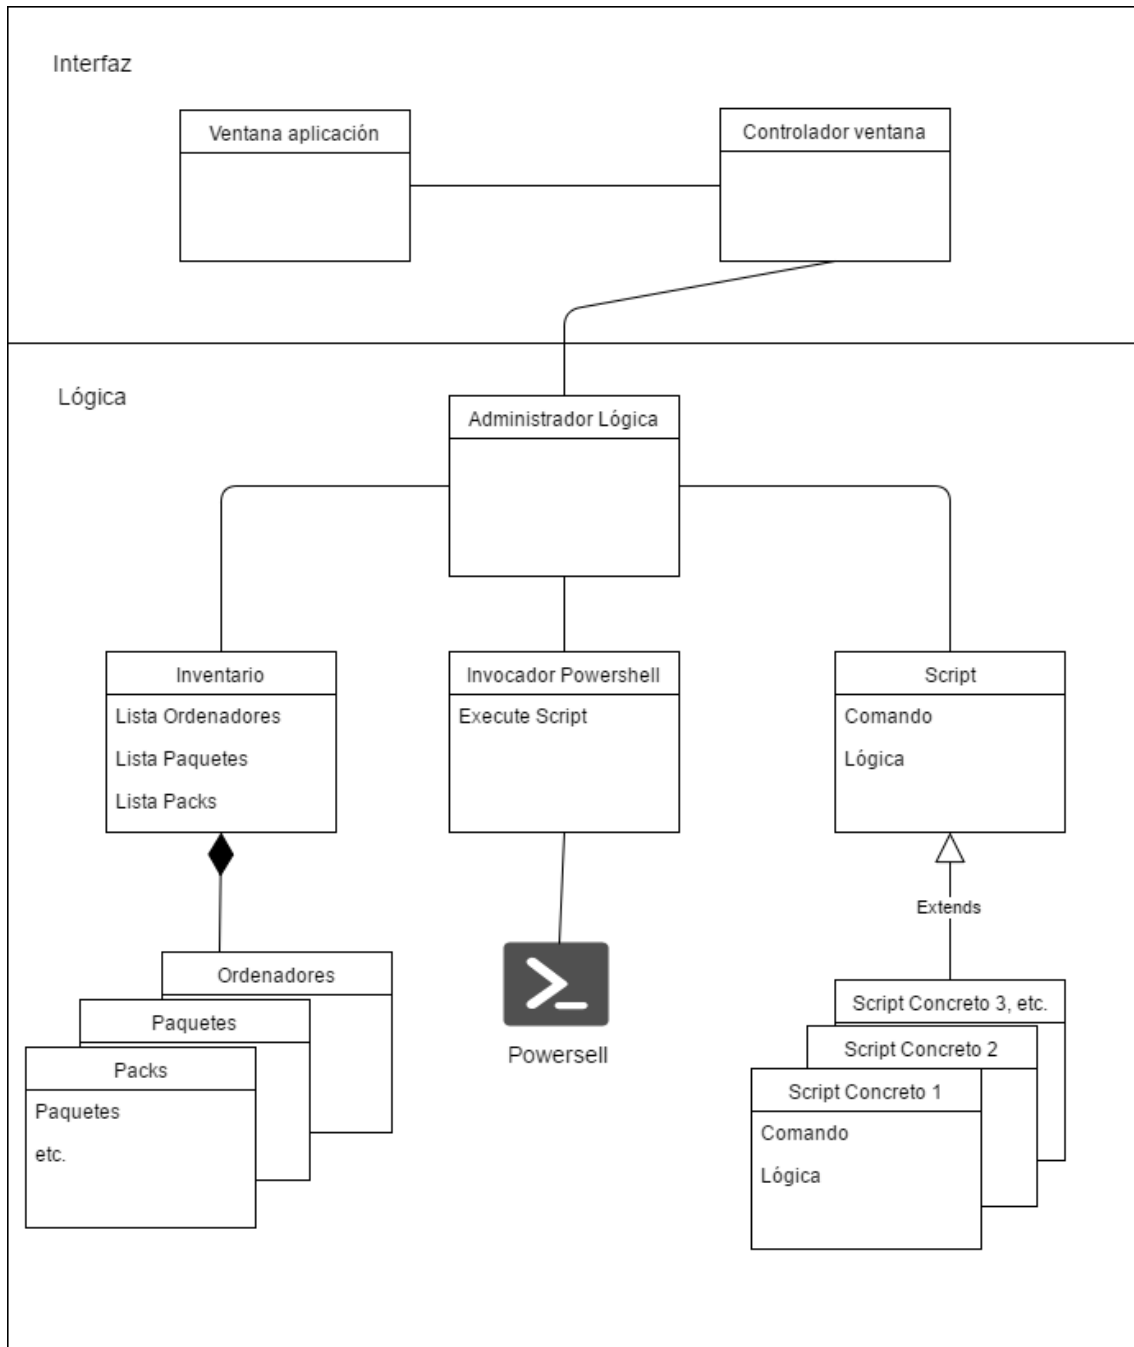 Interfaz
Ventana aplicación
Controlador ventana
Lógica
Administrador Lógica
Inventario
Lista Ordenadores
Lista Paquetes
Lista Packs
Invocador Powershell
Execute Script
Script
Comando
Lógica
Extends
Ordenadores
Paquetes
Packs
Paquetes
etc.
Powersell
Script Concreto 3, etc.
Script Concreto 2
Script Concreto 1
Comando
Lógica